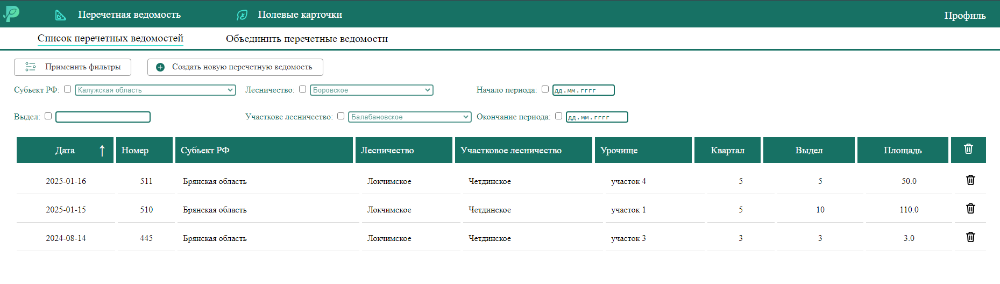 Перечетная ведомость Полевые карточки Профиль
Список перечетных ведомостей Объединить перечетные ведомости
Применить фильтры Создать новую перечетную ведомость
Субьект РФ: Калужская область Лесничество: Боровское Начало периода: дд.мм.гггг
Выдел: Участкове лесничество: Балабановское Окончание периода: дд.мм.гггг
Дата ↑ Номер Субьект РФ Лесничество Участковое лесничество Урочище Квартал Выдел Площадь
2025-01-16 511 Брянская область Локчимское Четдинское участок 4 5 5 50.0
2025-01-15 510 Брянская область Локчимское Четдинское участок 1 5 10 110.0
2024-08-14 445 Брянская область Локчимское Четдинское участок 3 3 3 3.0